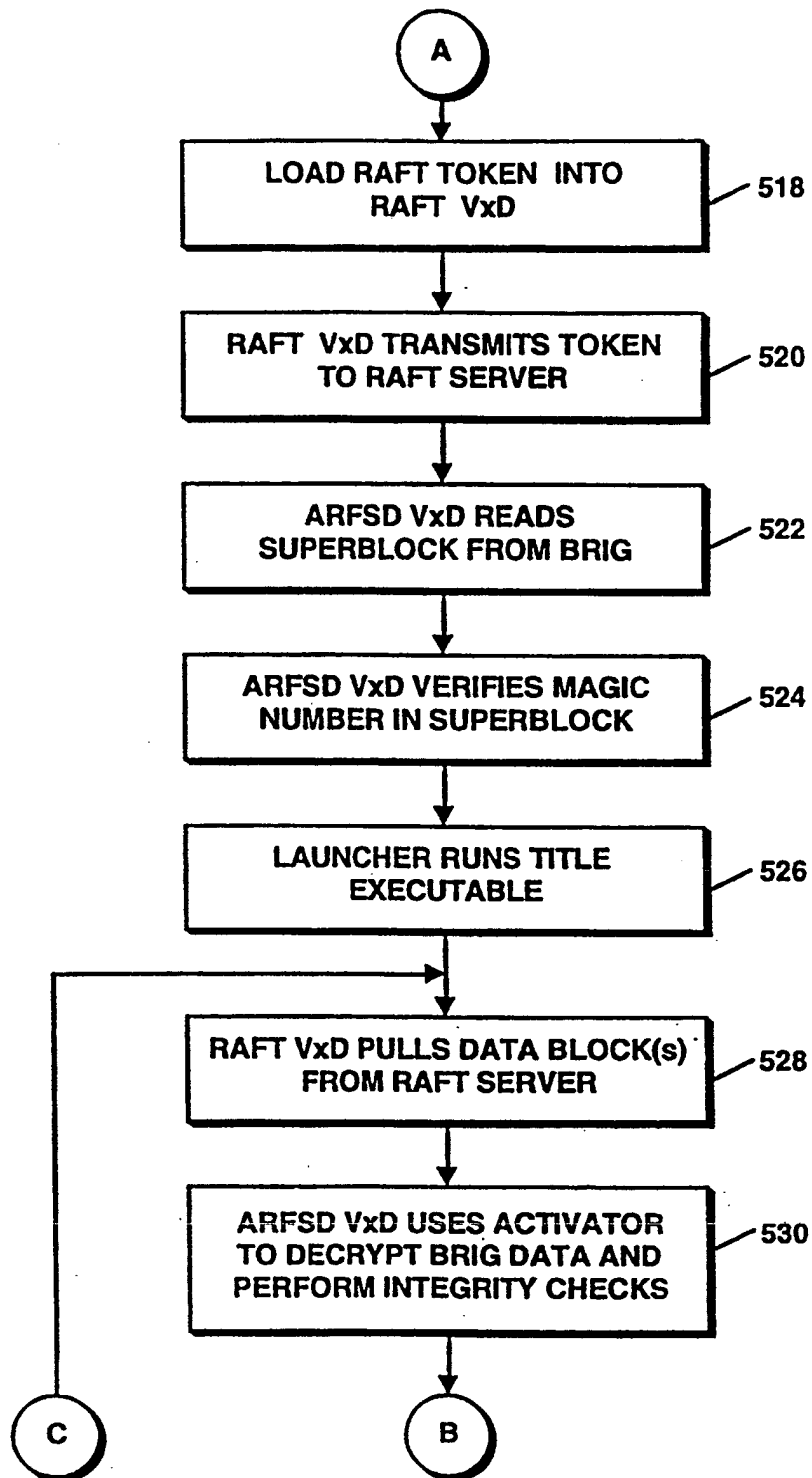 A
LOAD RAFT TOKEN INTO
RAFT VxD
518
RAFT VxD TRANSMITS TOKEN
TO RAFT SERVER
520
ARFSD VxD READS
SUPERBLOCK FROM BRIG
522
ARFSD VxD VERIFIES MAGIC
NUMBER IN SUPERBLOCK
524
LAUNCHER RUNS TITLE
EXECUTABLE
526
RAFT VxD PULLS DATA BLOCK(s)
FROM RAFT SERVER
528
ARFSD VxD USES ACTIVATOR
TO DECRYPT BRIG DATA AND
PERFORM INTEGRITY CHECKS
530
C
B